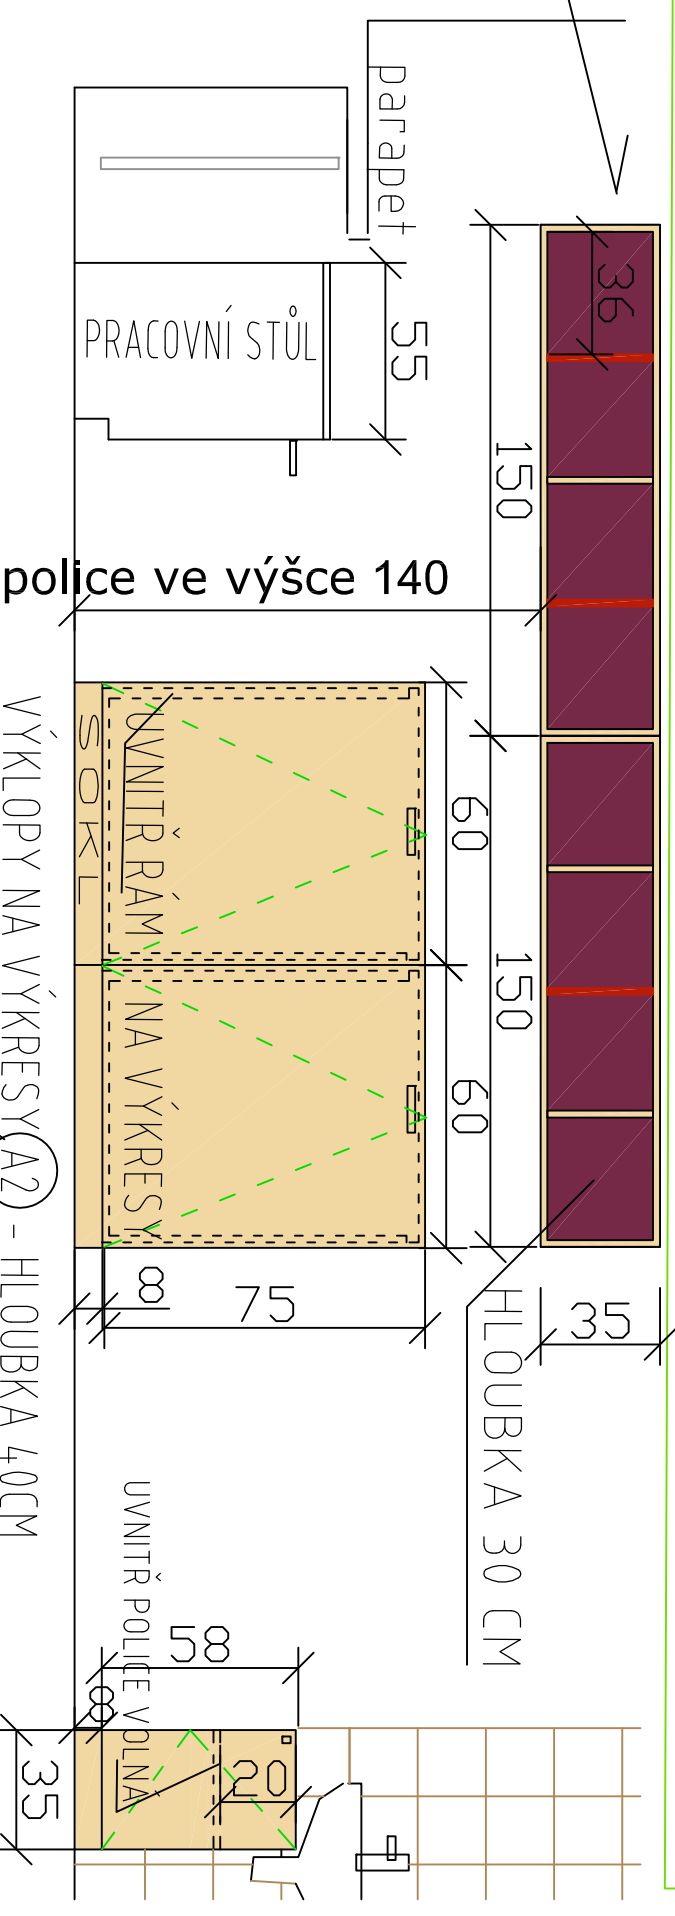 parapet
36
PRACOVNÍ STŮL
55
150
police ve výšce 140
60
UVNITŘ RÁM
SOKL
150
60
NA VÝKRESY
VÝKLOPY NA VÝKRESY A2 - HLOUBKA 40CM
8
75
35
HLOUBKA 30 CM
UVNITŘ POLICE VOLNÁ
58
8
20
35